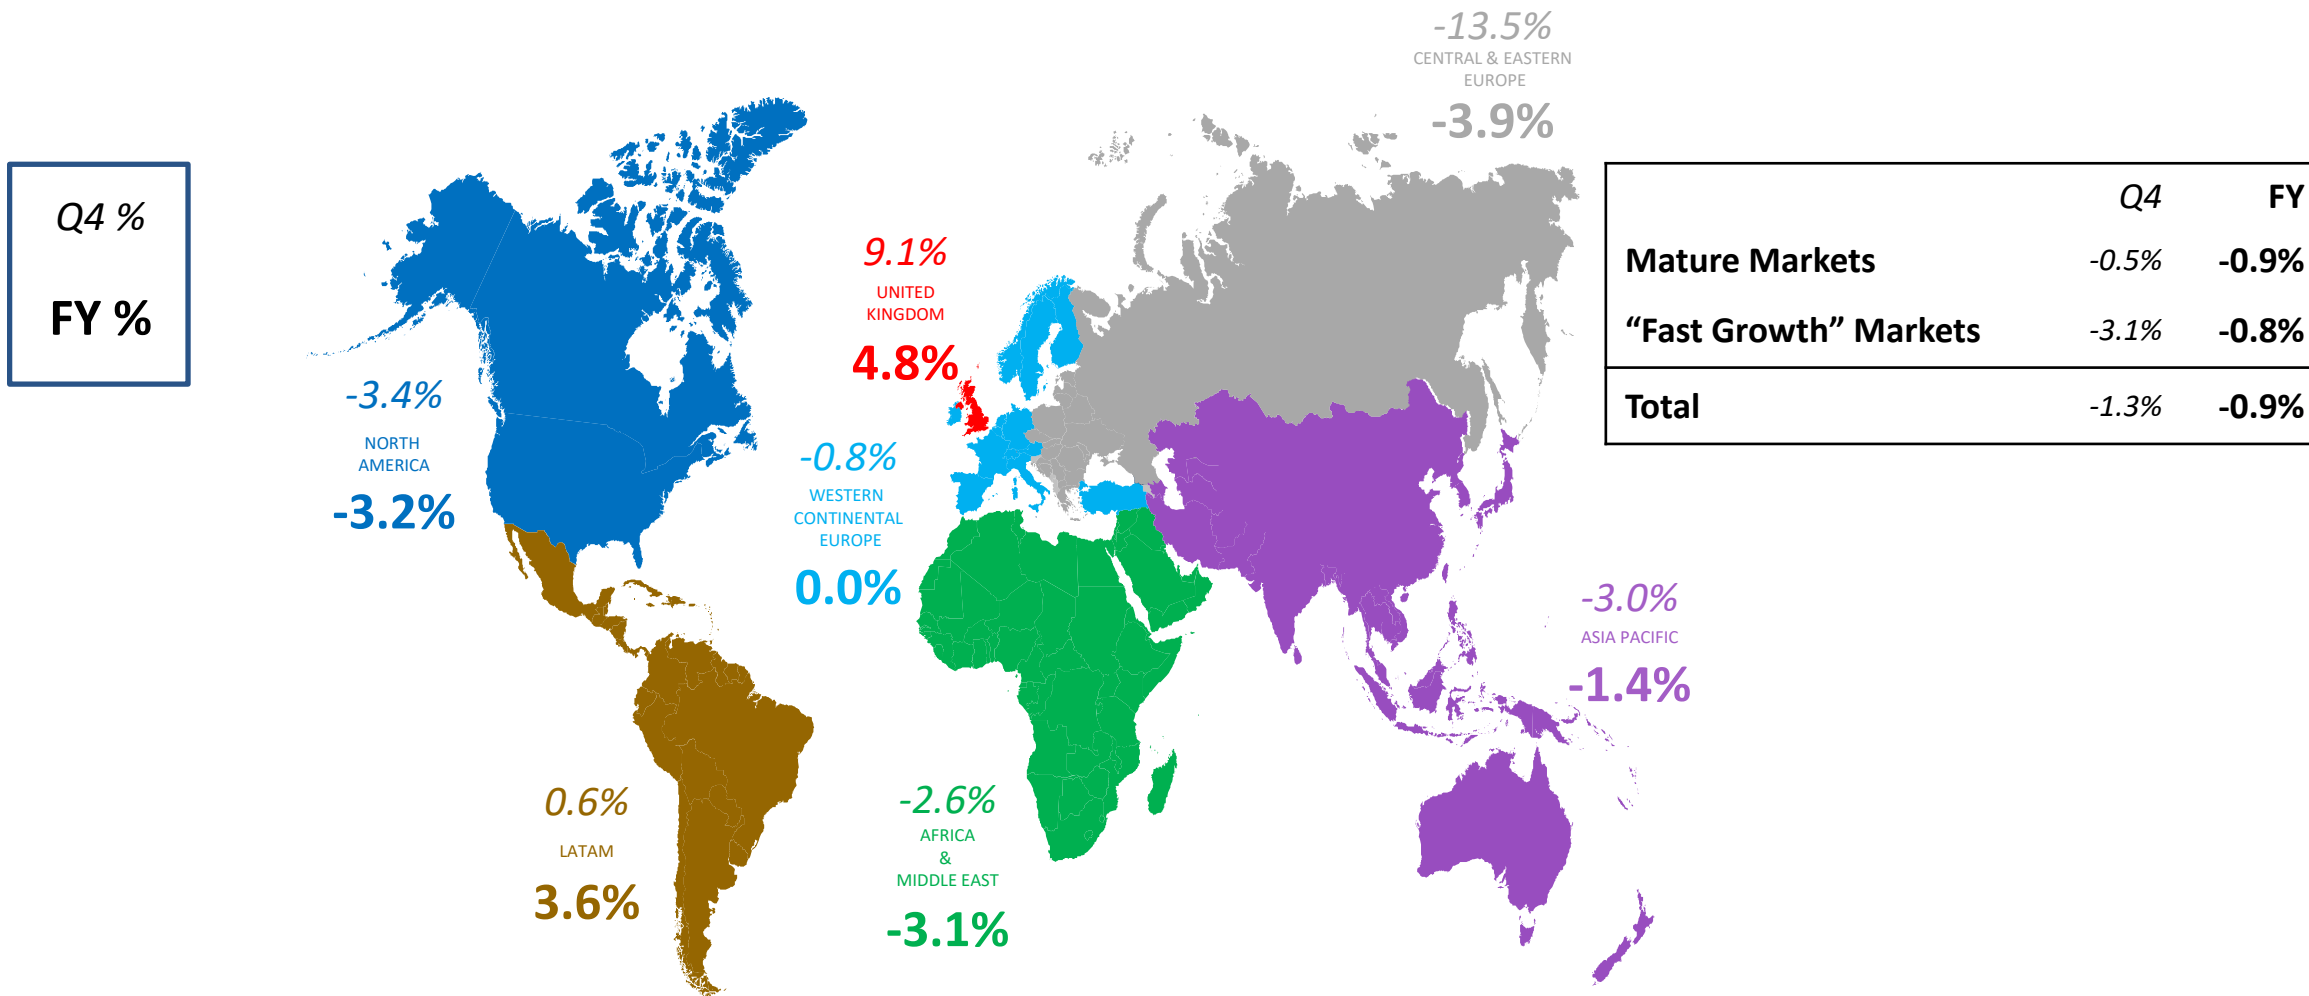 Q4 %
FY %
-3.4%
NORTH
AMERICA
-3.2%
0.6%
LATAM
3.6%
9.1%
UNITED
KINGDOM
4.8%
-0.8%
WESTERN
CONTINENTAL
EUROPE
0.0%
-2.6%
AFRICA
&
MIDDLE EAST
-3.1%
-13.5%
CENTRAL & EASTERN
EUROPE
-3.9%
-3.0%
ASIA PACIFIC
-1.4%
Q4 FY
Mature Markets -0.5% -0.9%
“Fast Growth” Markets -3.1% -0.8%
Total -1.3% -0.9%